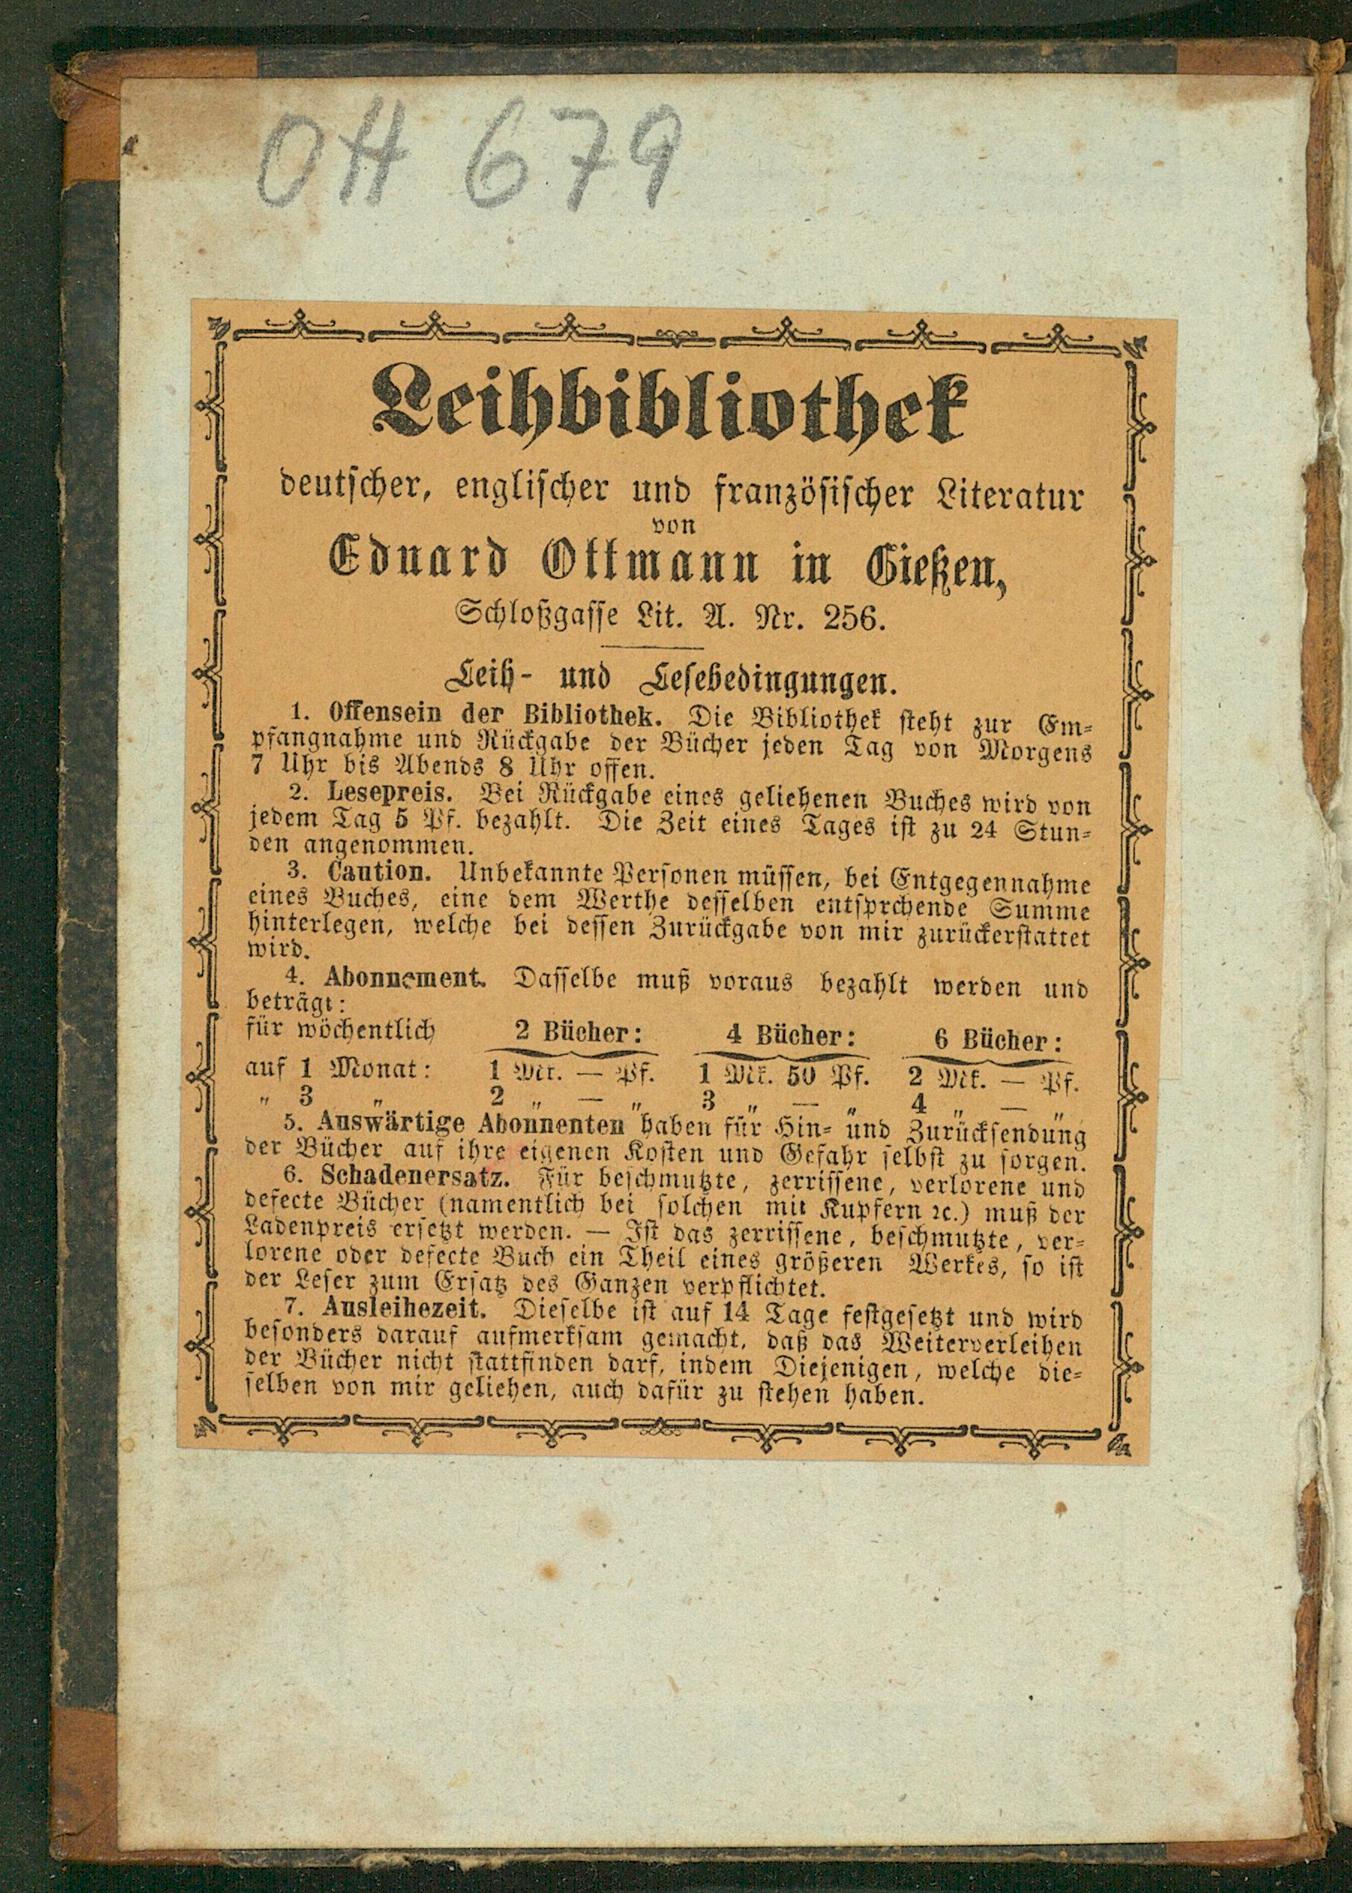 OH 679
Leihbibliothek
deutscher, englischer und französischer Literatur
von
Eduard Ottmann in Gießen,
Schloßgasse Lit. A. Nr. 256.
Leih- und Lesebedingungen.
1. Offensein der Bibliothek. Die Bibliothek steht zur Em-
pfangnahme und Rückgabe der Bücher jeden Tag von Morgens
7 Uhr bis Abends 8 Uhr offen.
2. Lesepreis. Bei Rückgabe eines geliehenen Buches wird von
jedem Tag 5 Pf. bezahlt. Die Zeit eines Tages ist zu 24 Stun-
den angenommen.
3. Caution. Unbekannte Personen müssen, bei Entgegennahme
eines Buches, eine dem Werthe desselben entsprchende Summe
hinterlegen, welche bei dessen Zurückgabe von mir zurückerstattet
wird.
4. Abonnement. Dasselbe muß voraus bezahlt werden und
beträgt:
für wöchentlich 2 Bücher: 4 Bücher: 6 Bücher:
auf 1 Monat: 1 Mk. — Pf. 1 Mk. 50 Pf. 2 Mk. — Pf.
„ 3 „ 2 „ — „ 3 „ — „ 4 „ — „
5. Auswärtige Abonnenten haben für Hin- und Zurücksendung
der Bücher auf ihre eigenen Kosten und Gefahr selbst zu sorgen.
6. Schadenersatz. Für beschmutzte, zerrissene, verlorene und
defecte Bücher (namentlich bei solchen mit Kupfern ꝛc.) muß der
Ladenpreis ersetzt werden. — Ist das zerrissene, beschmutzte, ver-
lorene oder defecte Buch ein Theil eines größeren Werkes, so ist
der Leser zum Ersatz des Ganzen verpflichtet.
7. Ausleihezeit. Dieselbe ist auf 14 Tage festgesetzt und wird
besonders darauf aufmerksam gemacht, daß das Weiterverleihen
der Bücher nicht stattfinden darf, indem Diejenigen, welche die-
selben von mir geliehen, auch dafür zu stehen haben.